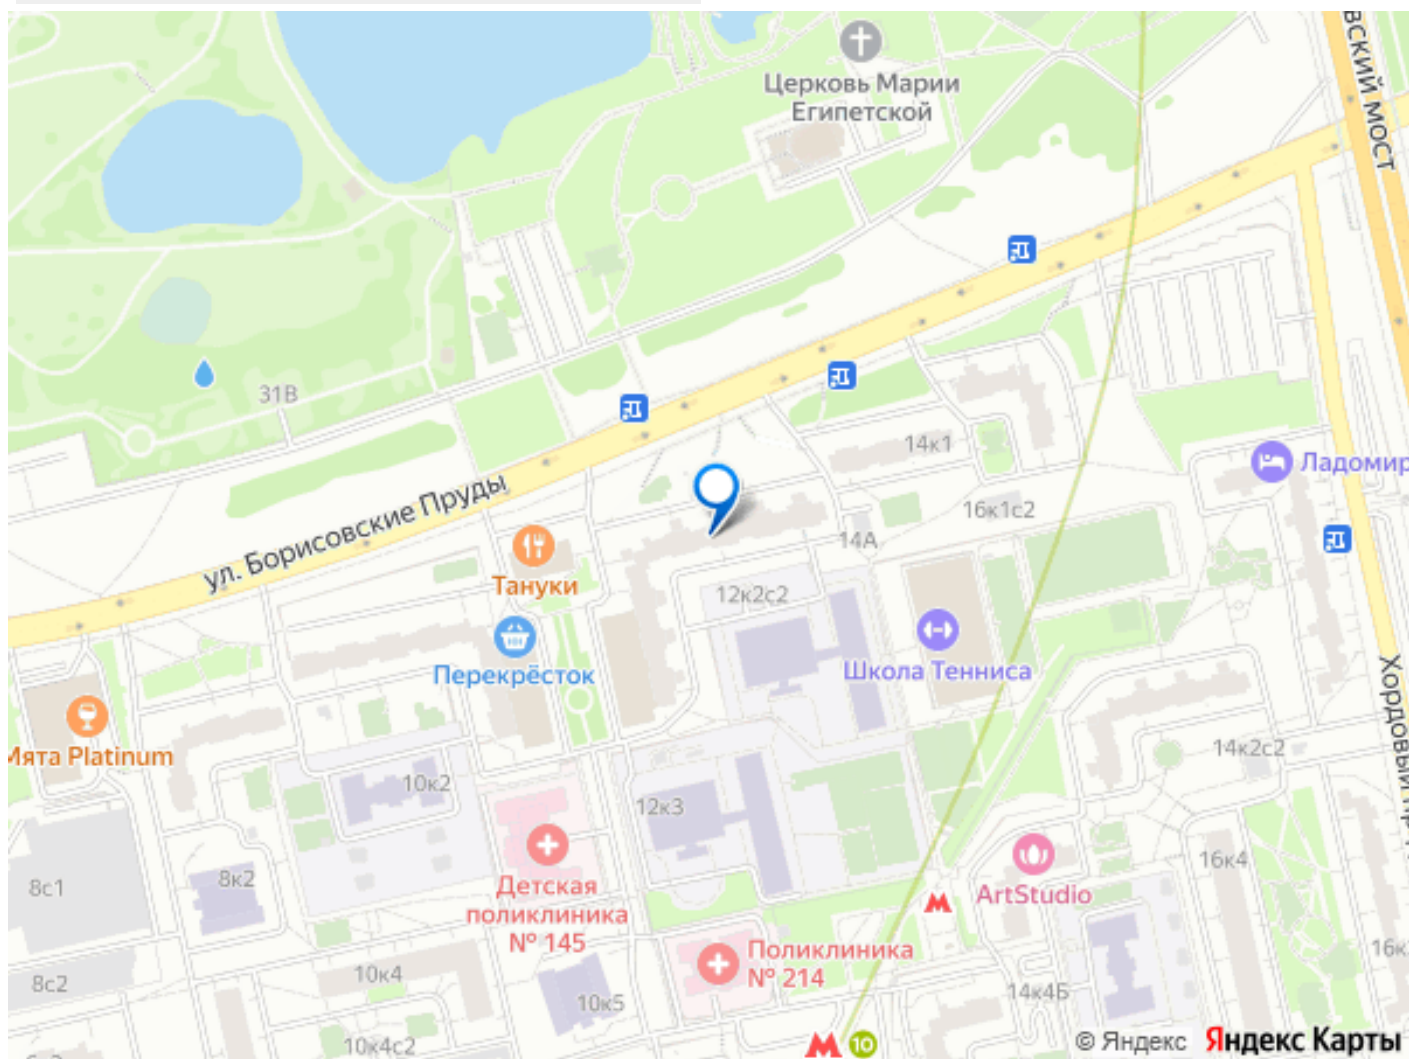 вский мост
Церковь Марии
Египетской
31В
14к1
Ладомир
ул. Борисовские Пруды
16к1с2
14А
Тануки
12к2с2
Перекрёсток
Школа Тенниса
Мята Platinum
Хордовый пр
14к2с2
10к2
12к3
16к4
8с1
8к2
Детская
поликлиника
№ 145
ArtStudio
Поликлиника
№ 214
16к
8с2
10к4
10к5
14к4Б
10к4с2
М 10
© Яндекс Яндекс Карты